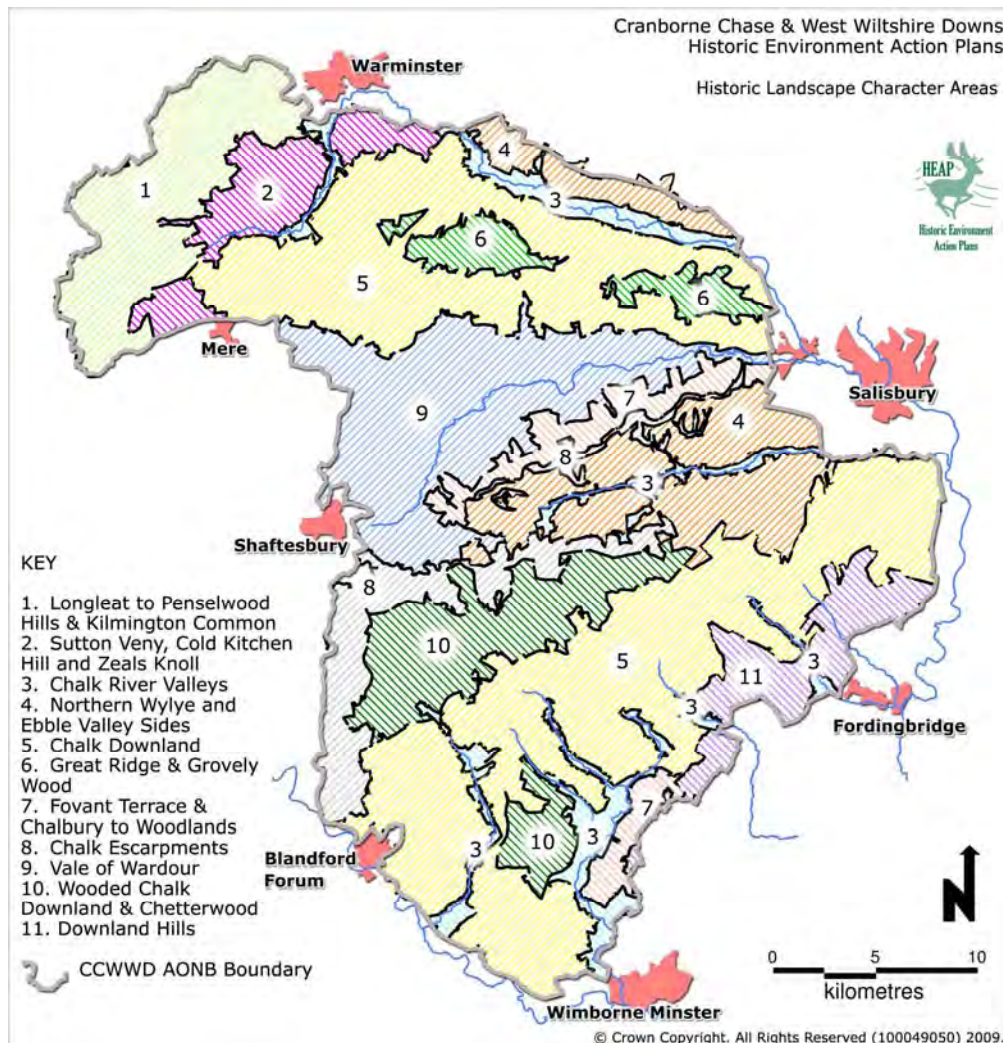 Cranborne Chase & West Wiltshire Downs
Historic Environment Action Plans
Historic Landscape Character Areas
HEAP
Historic Environment
Action Plans
Warminster
4
1
2
3
6
5
6
Mere
Salisbury
7
9
4
8
3
Shaftesbury
8
10
5
3
11
3
Fordingbridge
7
3
10
3
Blandford
Forum
Wimborne Minster
KEY
1. Longleat to Penselwood
Hills & Kilmington Common
2. Sutton Veny, Cold Kitchen
Hill and Zeals Knoll
3. Chalk River Valleys
4. Northern Wylye and
Ebble Valley Sides
5. Chalk Downland
6. Great Ridge & Grovely
Wood
7. Fovant Terrace &
Chalbury to Woodlands
8. Chalk Escarpments
9. Vale of Wardour
10. Wooded Chalk
Downland & Chetterwood
11. Downland Hills
CCWWD AONB Boundary
N
0 5 10
kilometres
© Crown Copyright. All Rights Reserved (100049050) 2009.